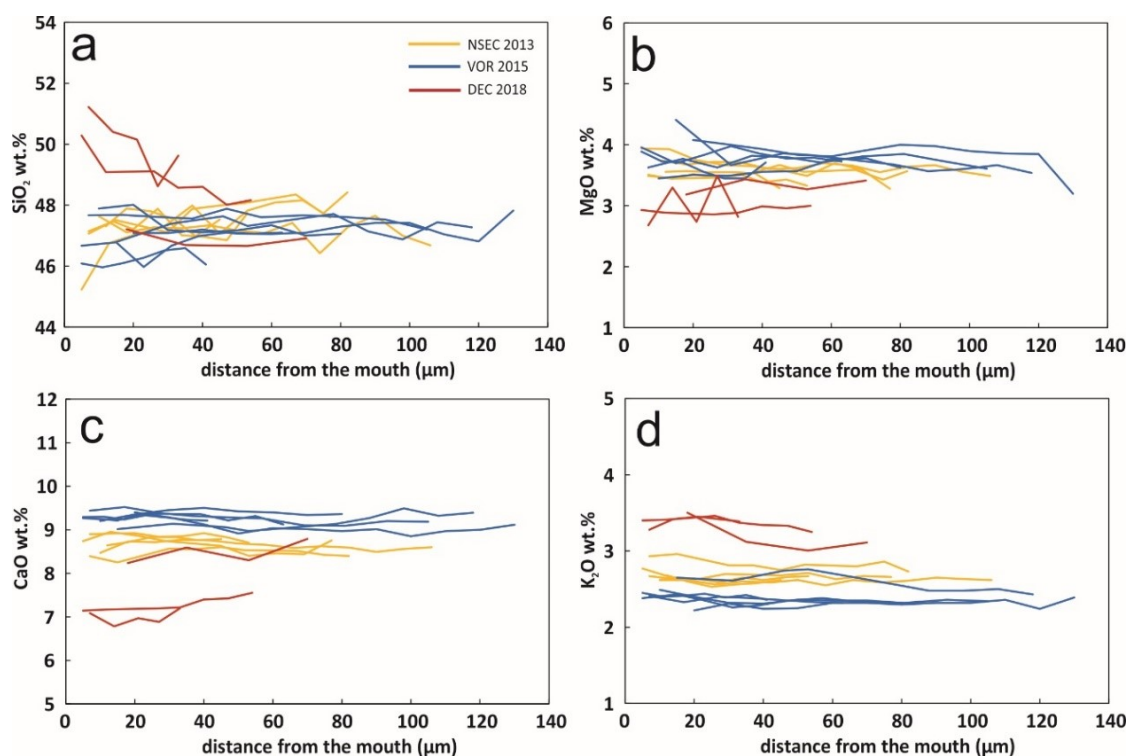 a
NSEC 2013
VOR 2015
DEC 2018
SiO2 wt.%
54
52
50
48
46
44
0 20 40 60 80 100 120 140
distance from the mouth (µm)
b
MgO wt.%
6
5
4
3
2
1
0 20 40 60 80 100 120 140
distance from the mouth (µm)
c
CaO wt.%
12
11
10
9
8
7
6
5
0 20 40 60 80 100 120 140
distance from the mouth (µm)
d
K2O wt.%
5
4
3
2
1
0 20 40 60 80 100 120 140
distance from the mouth (µm)